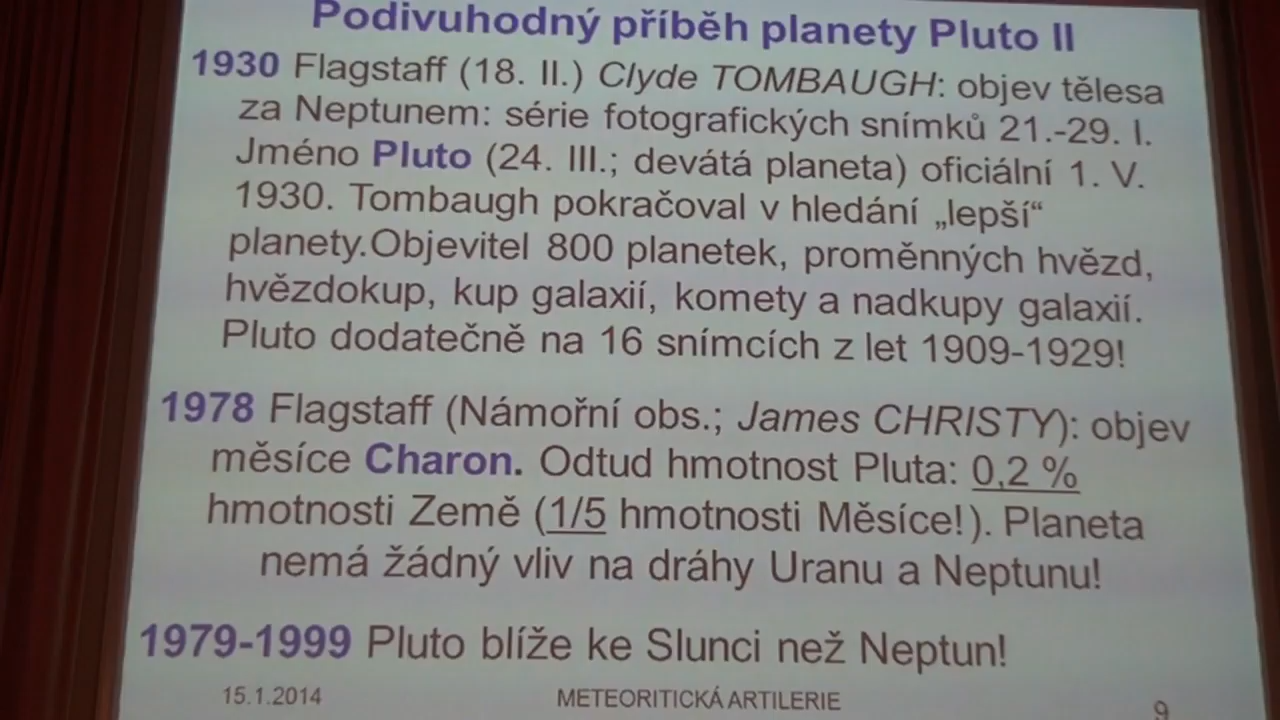 Podivuhodný příběh planety Pluto II
1930 Flagstaff (18. II.) Clyde TOMBAUGH: objev tělesa
za Neptunem: série fotografických snímků 21.-29. I.
Jméno Pluto (24. III.; devátá planeta) oficiální 1. V.
1930. Tombaugh pokračoval v hledání „lepší“
planety.Objevitel 800 planetek, proměnných hvězd,
hvězdokup, kup galaxií, komety a nadkupy galaxií.
Pluto dodatečně na 16 snímcích z let 1909-1929!
1978 Flagstaff (Námořní obs.; James CHRISTY): objev
měsíce Charon. Odtud hmotnost Pluta: 0,2 %
hmotnosti Země (1/5 hmotnosti Měsíce!). Planeta
nemá žádný vliv na dráhy Uranu a Neptunu!
1979-1999 Pluto blíže ke Slunci než Neptun!
15.1.2014 METEORITICKÁ ARTILERIE 9